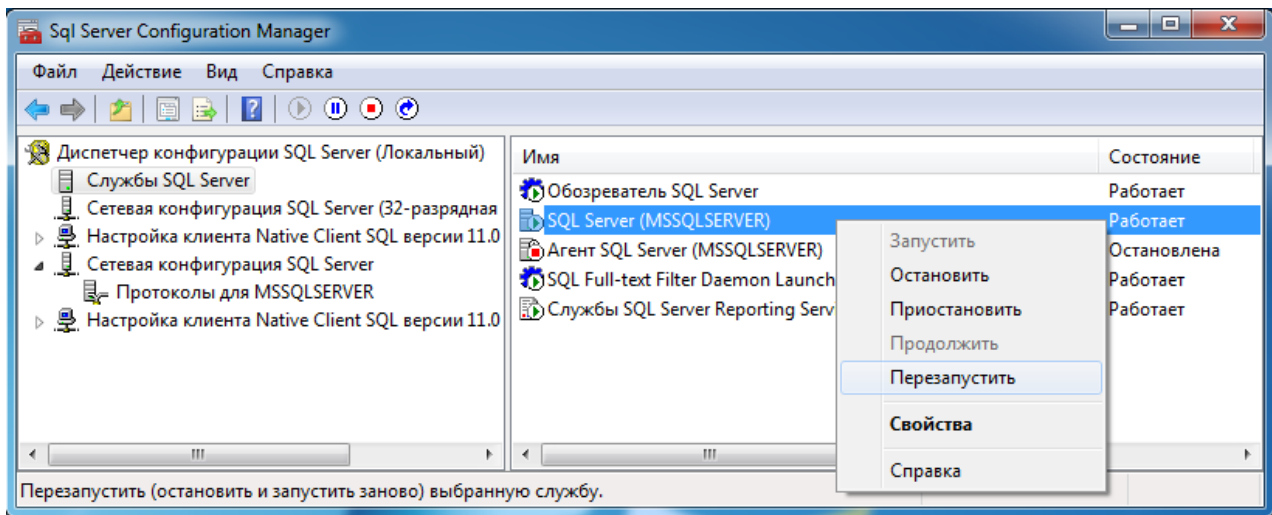 Sql Server Configuration Manager
Файл Действие Вид Справка
Диспетчер конфигурации SQL Server (Локальный)
Службы SQL Server
Сетевая конфигурация SQL Server (32-разрядная
Настройка клиента Native Client SQL версии 11.0
Сетевая конфигурация SQL Server
Протоколы для MSSQLSERVER
Настройка клиента Native Client SQL версии 11.0
Имя Состояние
Обозреватель SQL Server Работает
SQL Server (MSSQLSERVER) Работает
Агент SQL Server (MSSQLSERVER) Остановлена
SQL Full-text Filter Daemon Launch Работает
Службы SQL Server Reporting Serv Работает
Запустить
Остановить
Приостановить
Продолжить
Перезапустить
Свойства
Справка
Перезапустить (остановить и запустить заново) выбранную службу.